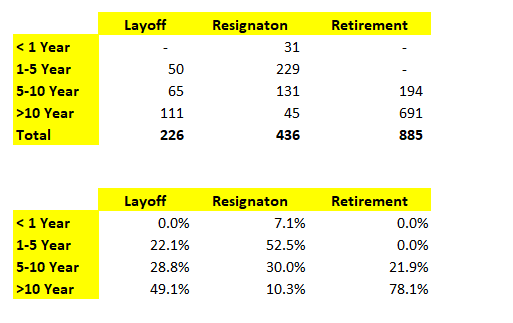 Layoff Resignaton Retirement
< 1 Year - 31 -
1-5 Year 50 229 -
5-10 Year 65 131 194
>10 Year 111 45 691
Total 226 436 885
Layoff Resignaton Retirement
< 1 Year 0.0% 7.1% 0.0%
1-5 Year 22.1% 52.5% 0.0%
5-10 Year 28.8% 30.0% 21.9%
>10 Year 49.1% 10.3% 78.1%